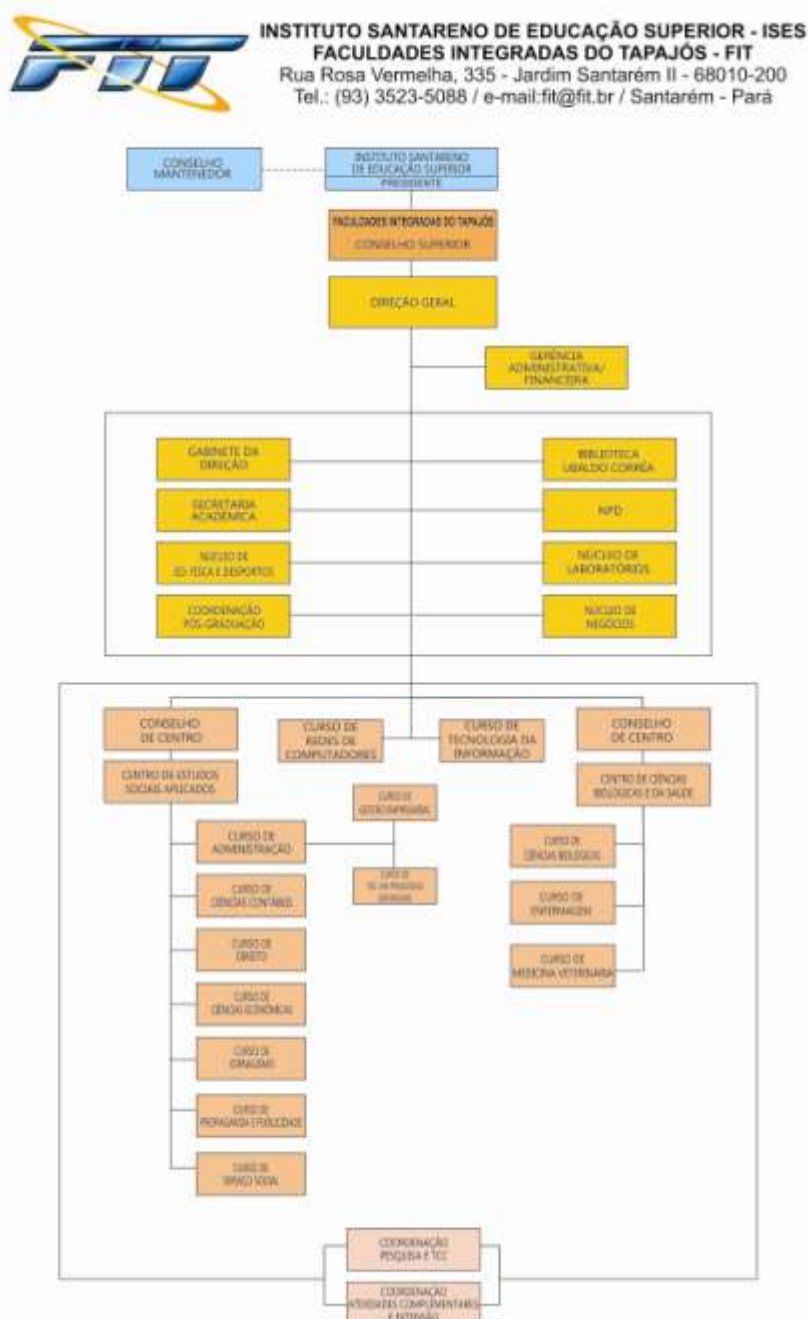 FIT
INSTITUTO SANTARENO DE EDUCAÇÃO SUPERIOR - ISES
FACULDADES INTEGRADAS DO TAPAJÓS - FIT
Rua Rosa Vermelha, 335 - Jardim Santarém II - 68010-200
Tel.: (93) 3523-5088 / e-mail:fit@fit.br / Santarém - Pará
CONSELHO
MANTENEDOR
INSTITUTO SANTARENO
DE EDUCAÇÃO SUPERIOR
PRESIDENTE
FACULDADES INTEGRADAS DO TAPAJÓS
CONSELHO SUPERIOR
DIREÇÃO GERAL
GERÊNCIA
ADMINISTRATIVA/
FINANCEIRA
GABINETE DA
DIREÇÃO
BIBLIOTECA
UBALDO CORRÊA
SECRETARIA
ACADÊMICA
NPD
NÚCLEO DE
ED. FÍSICA E DESPORTOS
NÚCLEO DE
LABORATÓRIOS
COORDENAÇÃO
PÓS-GRADUAÇÃO
NÚCLEO DE
NEGÓCIOS
CONSELHO
DE CENTRO
CURSO DE
REDES DE
COMPUTADORES
CURSO DE
TECNOLOGIA DA
INFORMAÇÃO
CONSELHO
DE CENTRO
CENTRO DE ESTUDOS
SOCIAIS APLICADOS
CENTRO DE CIÊNCIAS
BIOLÓGICAS E DA SAÚDE
CURSO DE
GESTÃO EMPRESARIAL
CURSO DE
ADMINISTRAÇÃO
CURSO DE
CIÊNCIAS BIOLÓGICAS
CURSO DE
CURSO DE
CIÊNCIAS CONTÁBEIS
CURSO DE
ENFERMAGEM
CURSO DE
DIREITO
CURSO DE
MEDICINA VETERINÁRIA
CURSO DE
CIÊNCIAS ECONÔMICAS
CURSO DE
JORNALISMO
CURSO DE
PROPAGANDA E PUBLICIDADE
CURSO DE
SERVIÇO SOCIAL
COORDENAÇÃO
PESQUISA E TCC
COORDENAÇÃO
ATIVIDADES COMPLEMENTARES
E EXTENSÃO